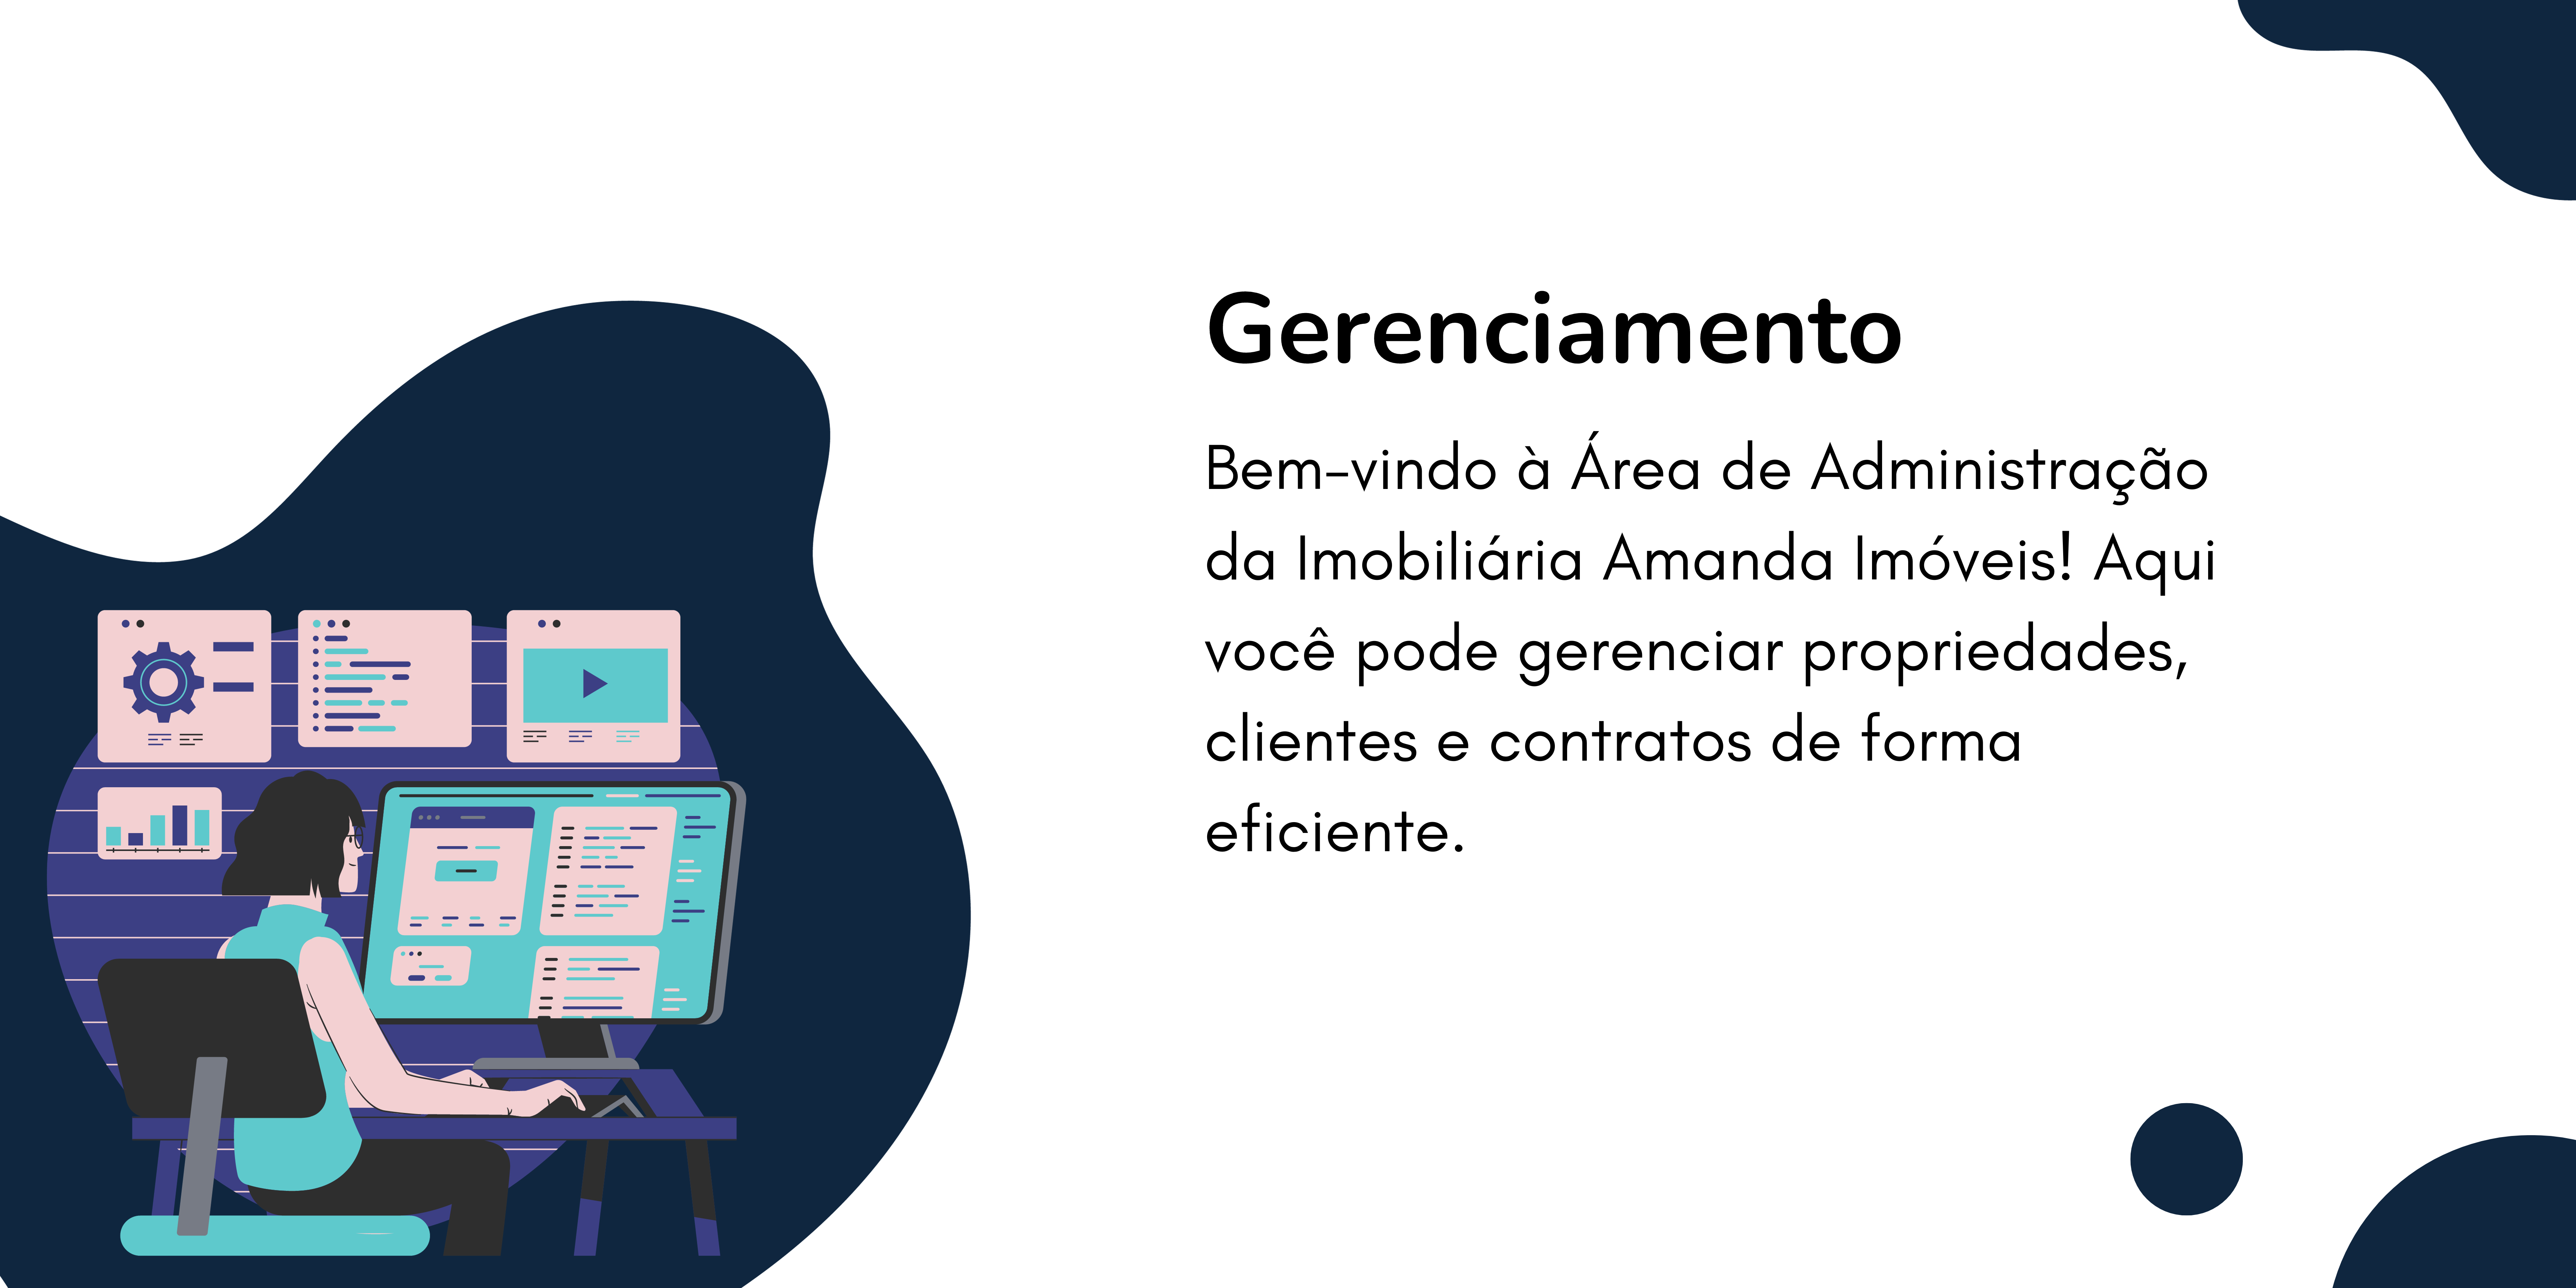 Gerenciamento
Bem-vindo à Área de Administração
da Imobiliária Amanda Imóveis! Aqui
você pode gerenciar propriedades,
clientes e contratos de forma
eficiente.